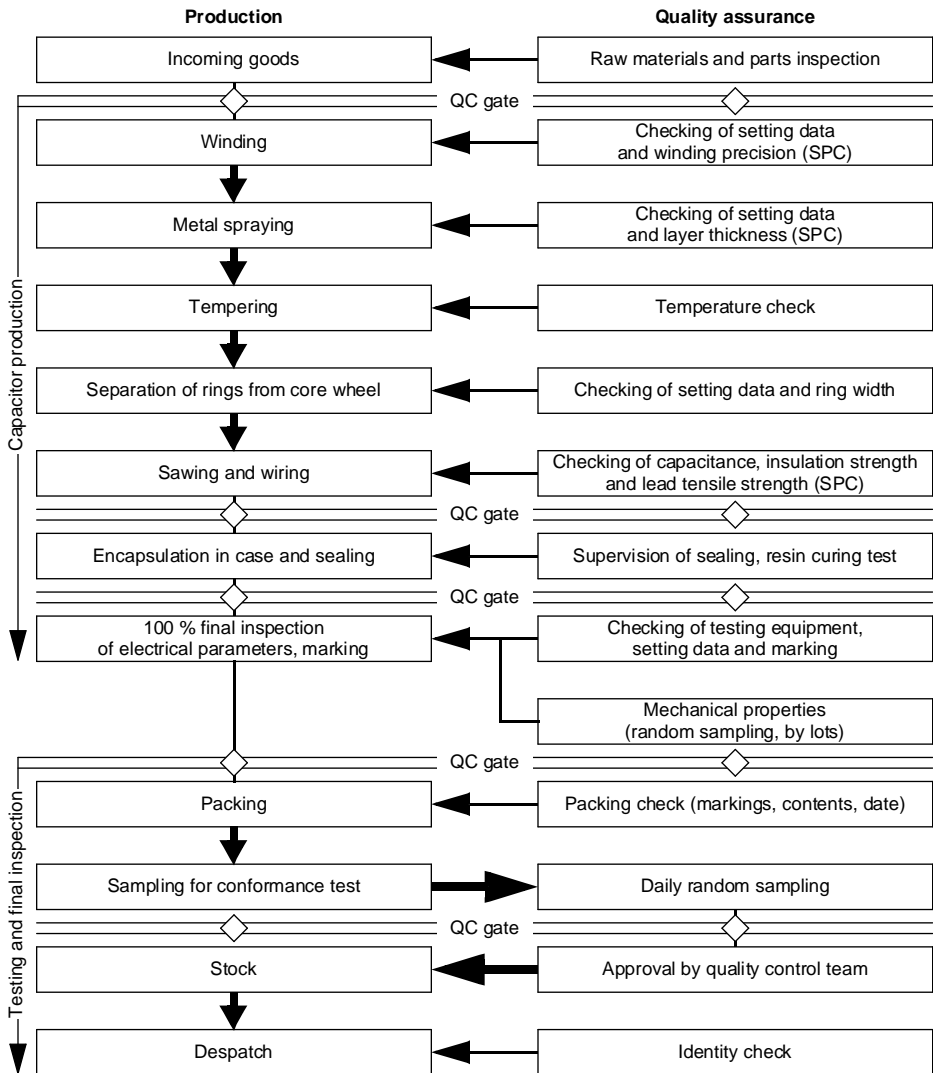 Production
Quality assurance
Incoming goods
Raw materials and parts inspection
QC gate
Winding
Checking of setting data
and winding precision (SPC)
Metal spraying
Checking of setting data
and layer thickness (SPC)
Tempering
Temperature check
Capacitor production
Separation of rings from core wheel
Checking of setting data and ring width
Sawing and wiring
Checking of capacitance, insulation strength
and lead tensile strength (SPC)
QC gate
Encapsulation in case and sealing
Supervision of sealing, resin curing test
QC gate
100 % final inspection
of electrical parameters, marking
Checking of testing equipment,
setting data and marking
Mechanical properties
(random sampling, by lots)
QC gate
Packing
Packing check (markings, contents, date)
Testing and final inspection
Sampling for conformance test
Daily random sampling
QC gate
Stock
Approval by quality control team
Despatch
Identity check